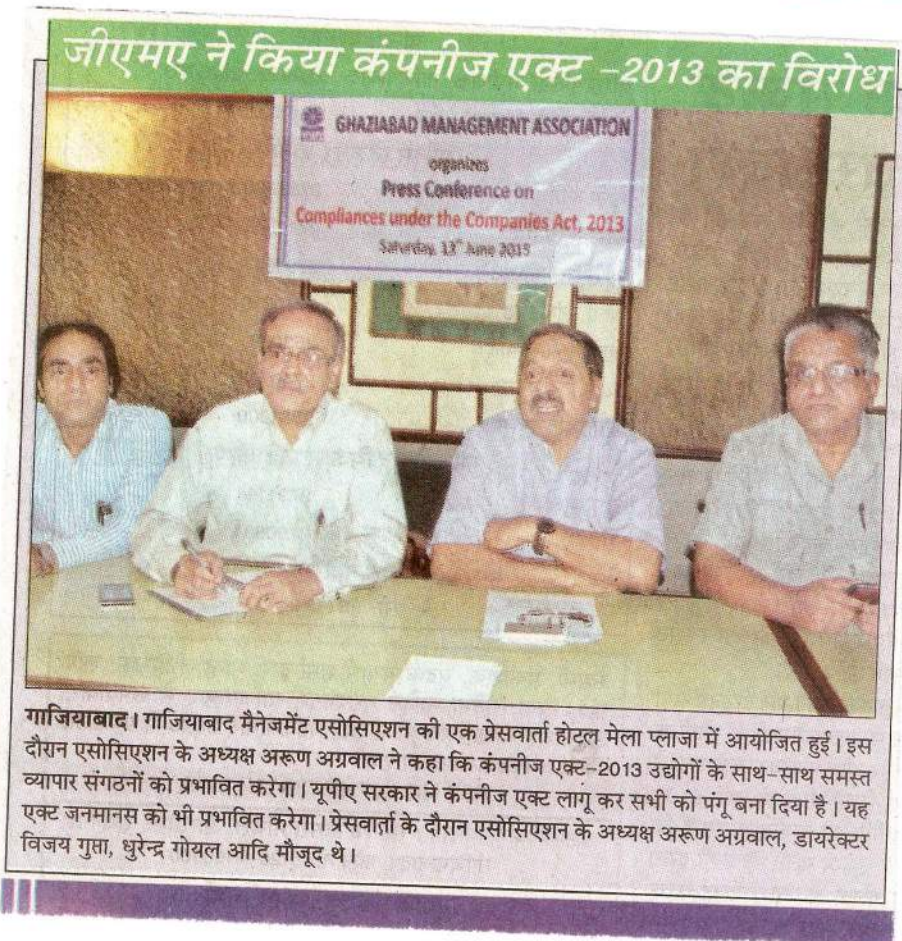 जीएमए ने किया कंपनीज एक्ट -2013 का विरोध
GHAZIABAD MANAGEMENT ASSOCIATION
organizes
Press Conference on
Compliances under the Companies Act, 2013
Saturday, 13th June 2015
गाजियाबाद। गाजियाबाद मैनेजमेंट एसोसिएशन की एक प्रेसवार्ता होटल मेला प्लाजा में आयोजित हुई। इस
दौरान एसोसिएशन के अध्यक्ष अरूण अग्रवाल ने कहा कि कंपनीज एक्ट-2013 उद्योगों के साथ-साथ समस्त
व्यापार संगठनों को प्रभावित करेगा। यूपीए सरकार ने कंपनीज एक्ट लागू कर सभी को पंगू बना दिया है। यह
एक्ट जनमानस को भी प्रभावित करेगा। प्रेसवार्ता के दौरान एसोसिएशन के अध्यक्ष अरूण अग्रवाल, डायरेक्टर
विजय गुप्ता, धुरेन्द्र गोयल आदि मौजूद थे।